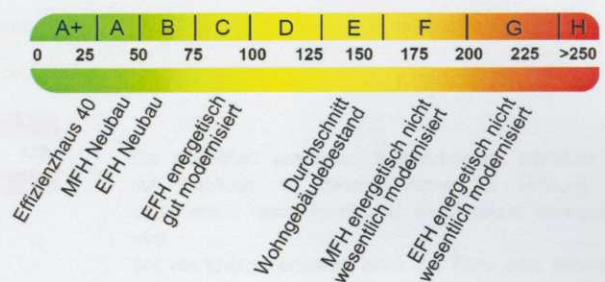 A+ A B C D E F G H
0 25 50 75 100 125 150 175 200 225 >250
Effizienzhaus 40
MFH Neubau
EFH Neubau
EFH energetisch
gut modernisiert
Durchschnitt
Wohngebäudebestand
MFH energetisch nicht
wesentlich modernisiert
EFH energetisch nicht
wesentlich modernisiert